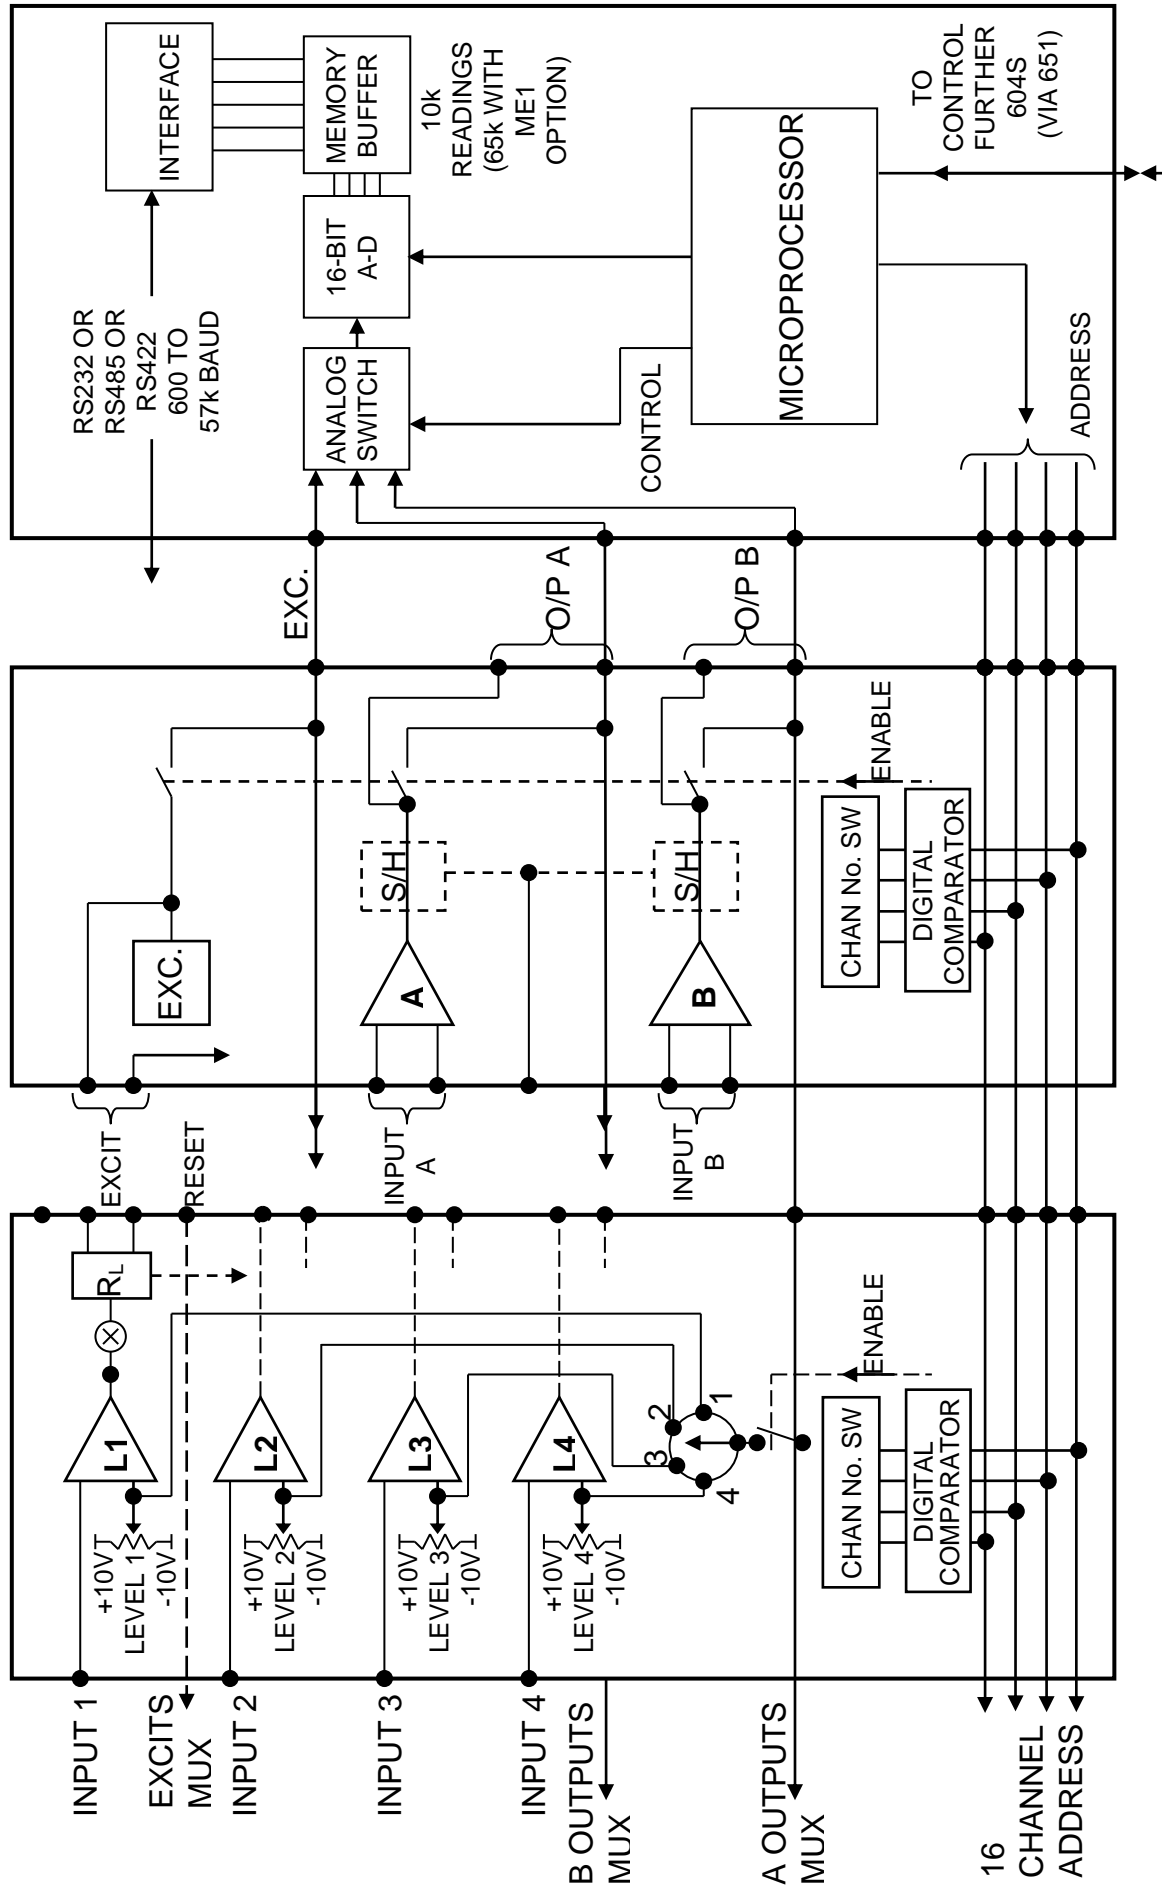 INPUT 1
EXCITS
MUX
INPUT 2
INPUT 3
INPUT 4
B OUTPUTS
MUX
A OUTPUTS
MUX
16
CHANNEL
ADDRESS
+10V
LEVEL 1
-10V
+10V
LEVEL 2
-10V
+10V
LEVEL 3
-10V
+10V
LEVEL 4
-10V
L1
L2
L3
L4
RL
1
2
3
4
ENABLE
CHAN No. SW
DIGITAL
COMPARATOR
EXCIT
RESET
INPUT
A
INPUT
B
EXC.
A
B
S/H
S/H
ENABLE
CHAN No. SW
DIGITAL
COMPARATOR
EXC.
O/P A
O/P B
RS232 OR
RS485 OR
RS422
600 TO
57k BAUD
INTERFACE
ANALOG
SWITCH
16-BIT
A-D
MEMORY
BUFFER
10k
READINGS
(65k WITH
ME1
OPTION)
CONTROL
MICROPROCESSOR
TO
CONTROL
FURTHER
604S
(VIA 651)
ADDRESS